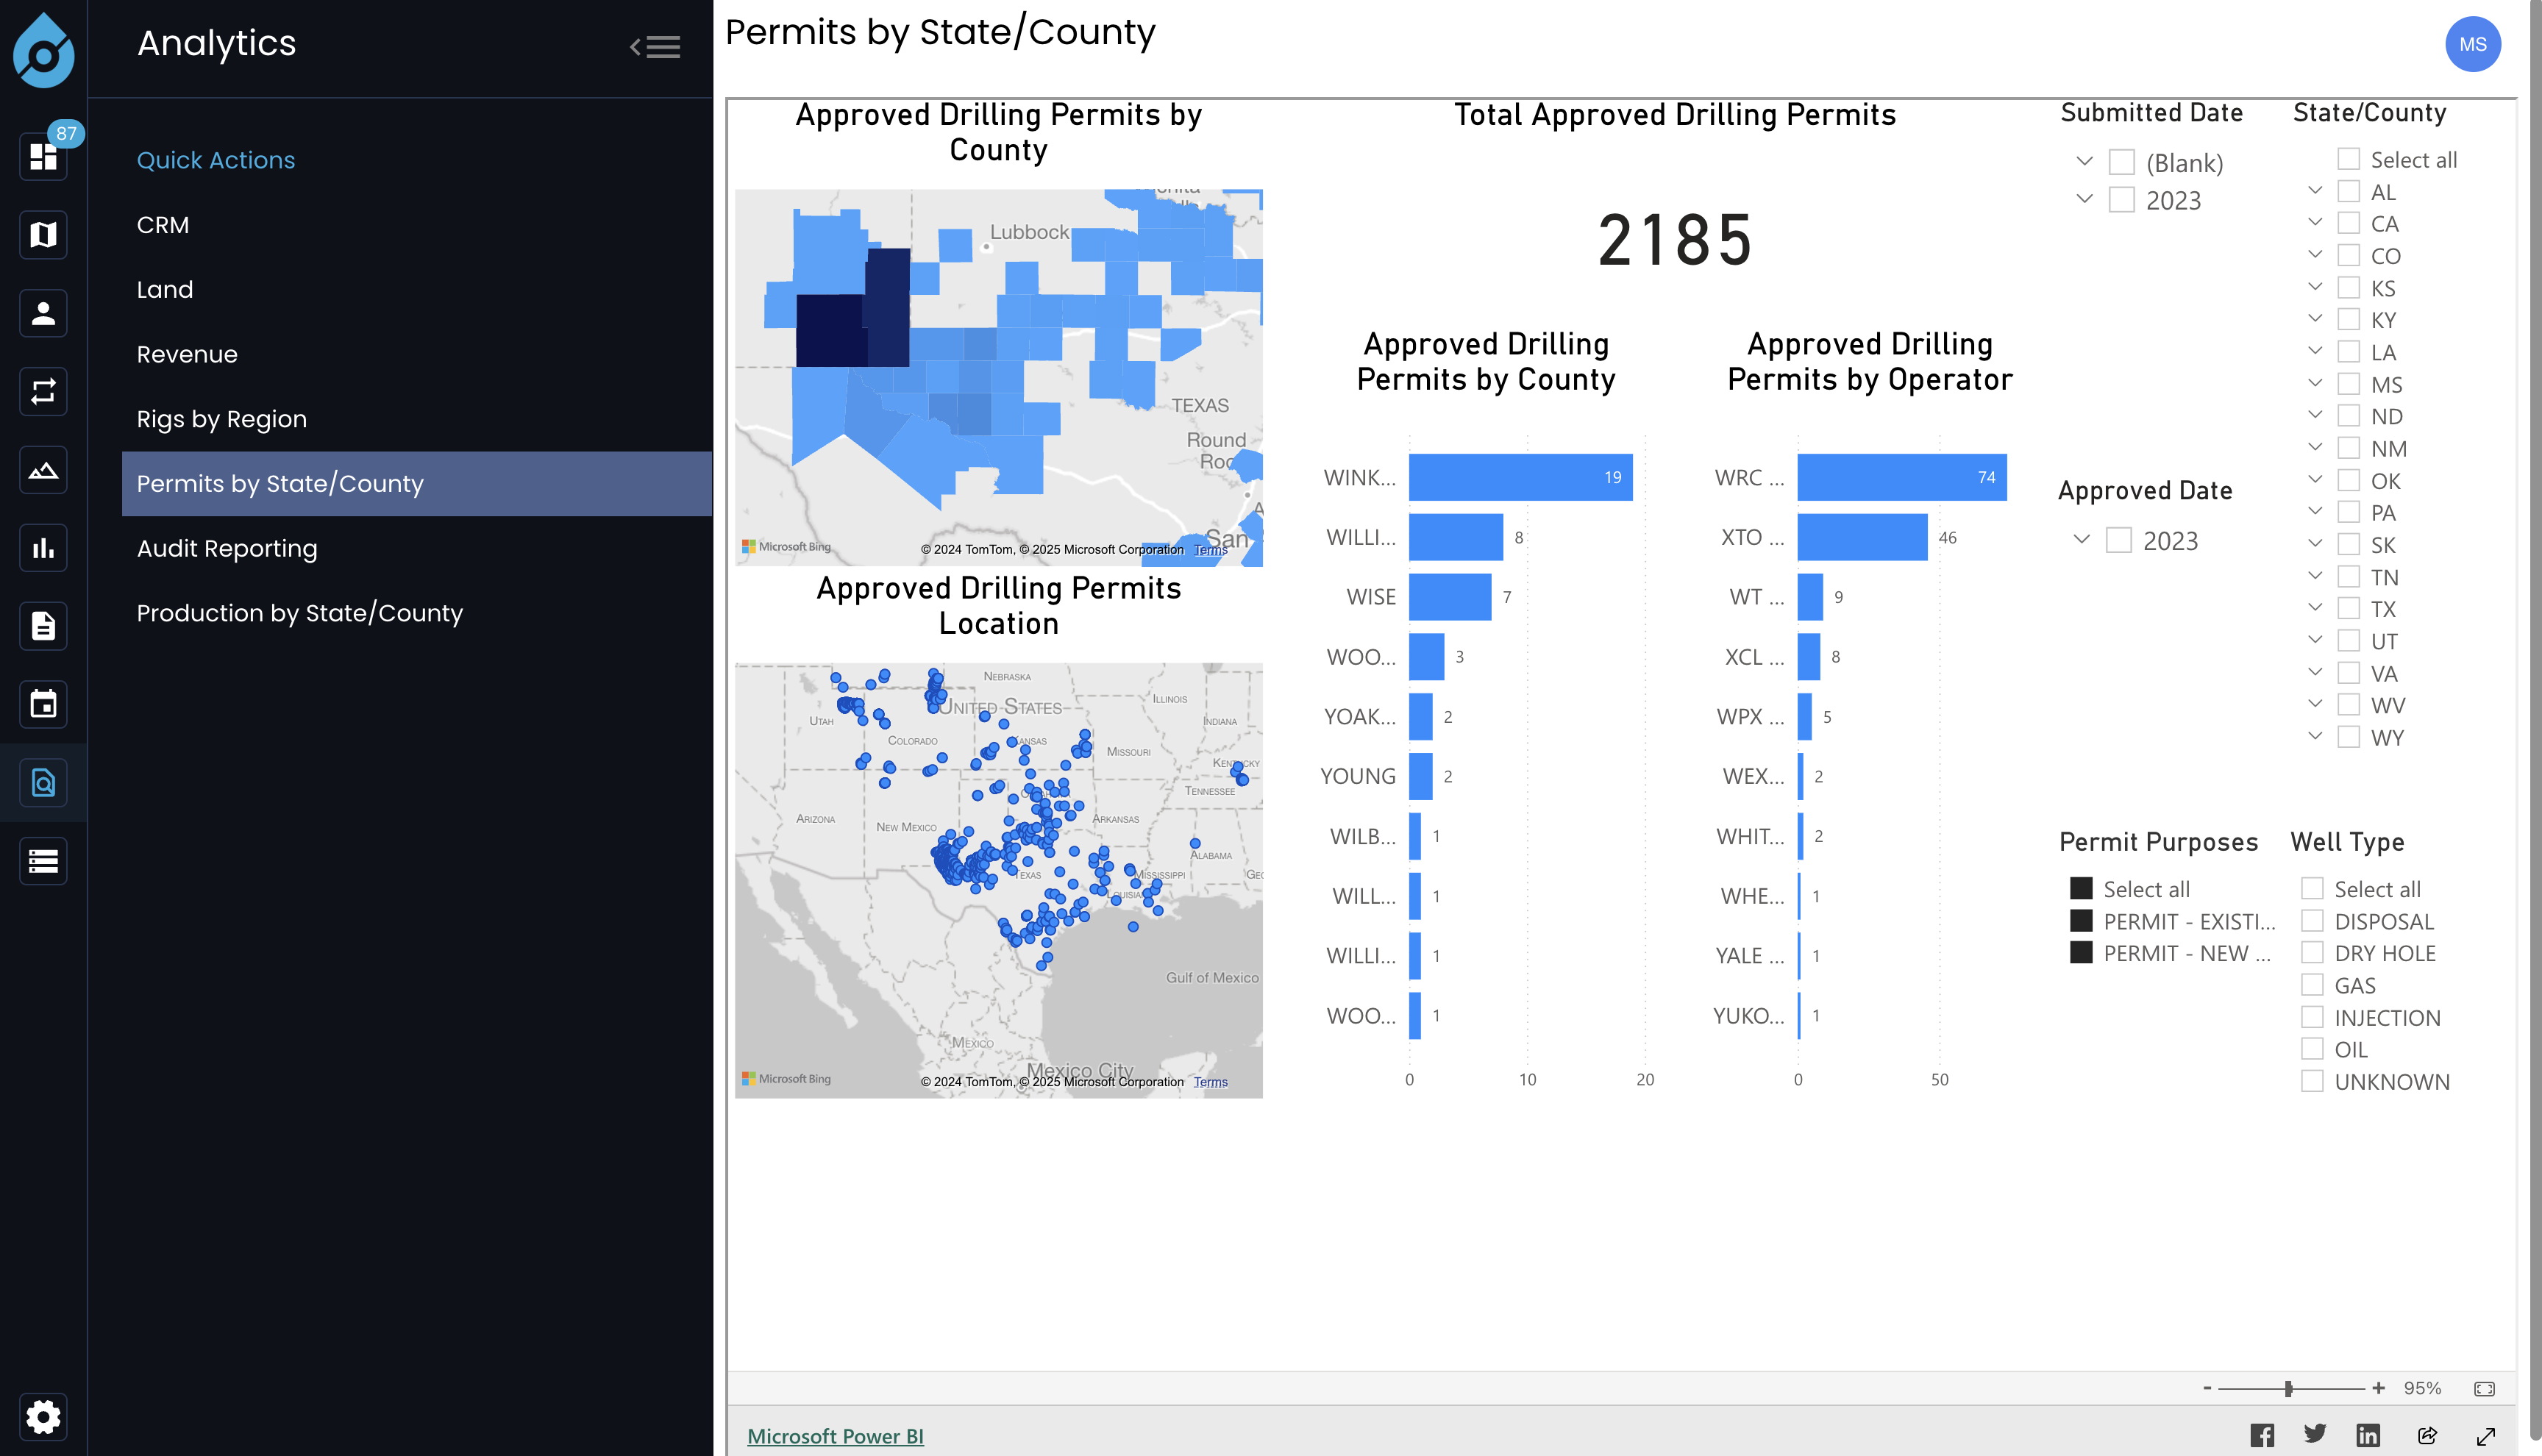 Analytics
87
Quick Actions
CRM
Land
Revenue
Rigs by Region
Permits by State/County
Audit Reporting
Production by State/County
Permits by State/County
MS
Approved Drilling Permits by
County
Lubbock
TEXAS
Round
San
Microsoft Bing
© 2024 TomTom, © 2025 Microsoft Corporation Terms
Approved Drilling Permits
Location
NEBRASKA
UNITED STATES
ILLINOIS
UTAH
INDIANA
COLORADO
KANSAS
MISSOURI
KENTUCKY
TENNESSEE
ARIZONA
NEW MEXICO
ARKANSAS
ALABAMA
TEXAS
MISSISSIPPI
Gulf of Mexico
MEXICO
Mexico City
Microsoft Bing
© 2024 TomTom, © 2025 Microsoft Corporation Terms
Total Approved Drilling Permits
2185
Approved Drilling
Permits by County
WINK... 19
WILLI... 8
WISE 7
WOO... 3
YOAK... 2
YOUNG 2
WILB... 1
WILL... 1
WILLI... 1
WOO... 1
0 10 20
Approved Drilling
Permits by Operator
WRC ... 74
XTO ... 46
WT ... 9
XCL ... 8
WPX ... 5
WEX... 2
WHIT... 2
WHE... 1
YALE ... 1
YUKO... 1
0 50
Submitted Date
(Blank)
2023
Approved Date
2023
Permit Purposes
Select all
PERMIT - EXISTI...
PERMIT - NEW ...
State/County
Select all
AL
CA
CO
KS
KY
LA
MS
ND
NM
OK
PA
SK
TN
TX
UT
VA
WV
WY
Well Type
Select all
DISPOSAL
DRY HOLE
GAS
INJECTION
OIL
UNKNOWN
- + 95%
Microsoft Power BI